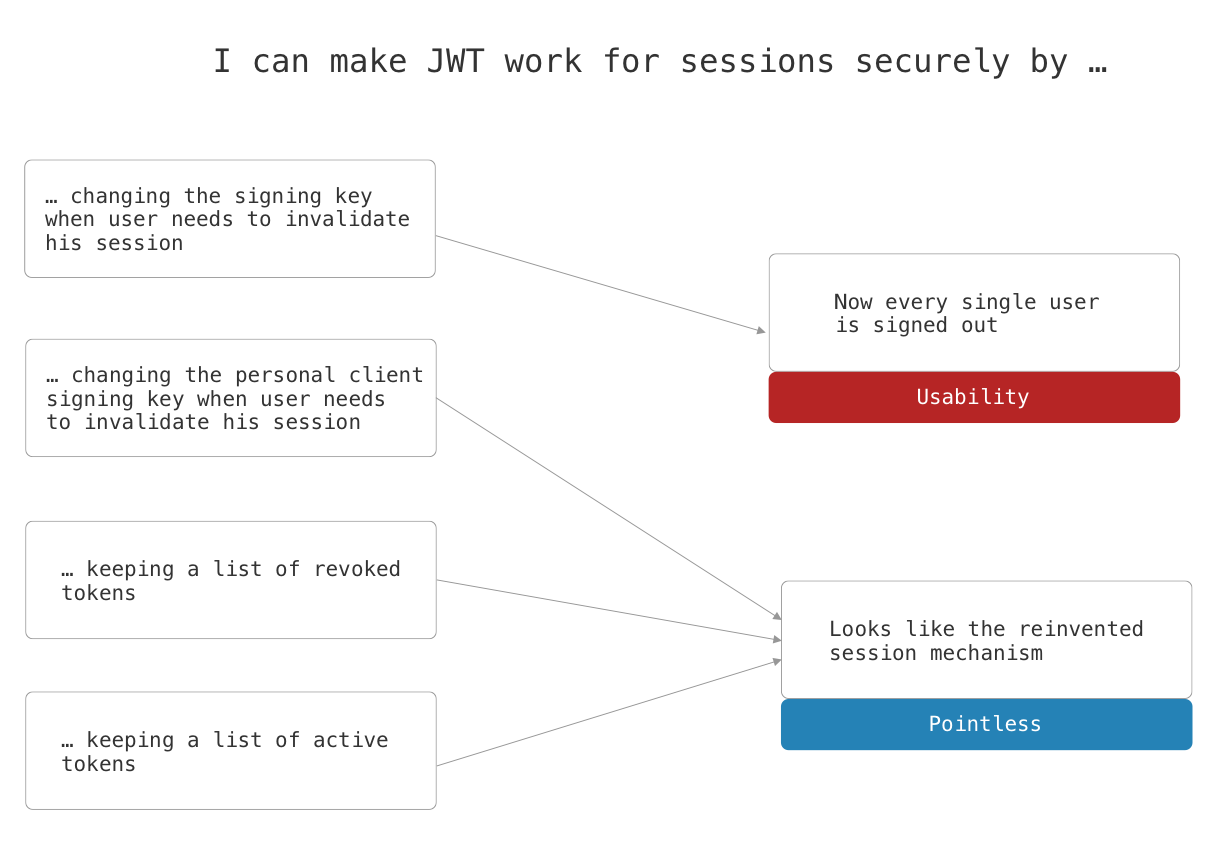 I can make JWT work for sessions securely by …
… changing the signing key
when user needs to invalidate
his session
Now every single user
is signed out
Usability
… changing the personal client
signing key when user needs
to invalidate his session
… keeping a list of revoked
tokens
Looks like the reinvented
session mechanism
Pointless
… keeping a list of active
tokens